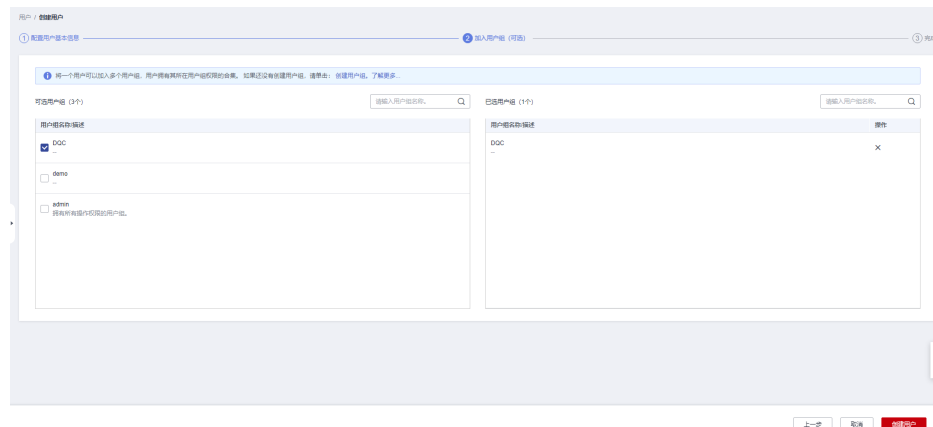 用户 / 创建用户
1 配置用户基本信息
2 加入用户组（可选）
3 完成
将一个用户可以加入多个用户组，用户拥有其所在用户组权限的合集。 如果还没有创建用户组，请单击： 创建用户组。了解更多...
可选用户组（3个）
请输入用户组名称。
已选用户组（1个）
请输入用户组名称。
用户组名称/描述
用户组名称/描述
操作
DQC
--
DQC
--
demo
--
admin
拥有所有操作权限的用户组。
上一步
取消
创建用户